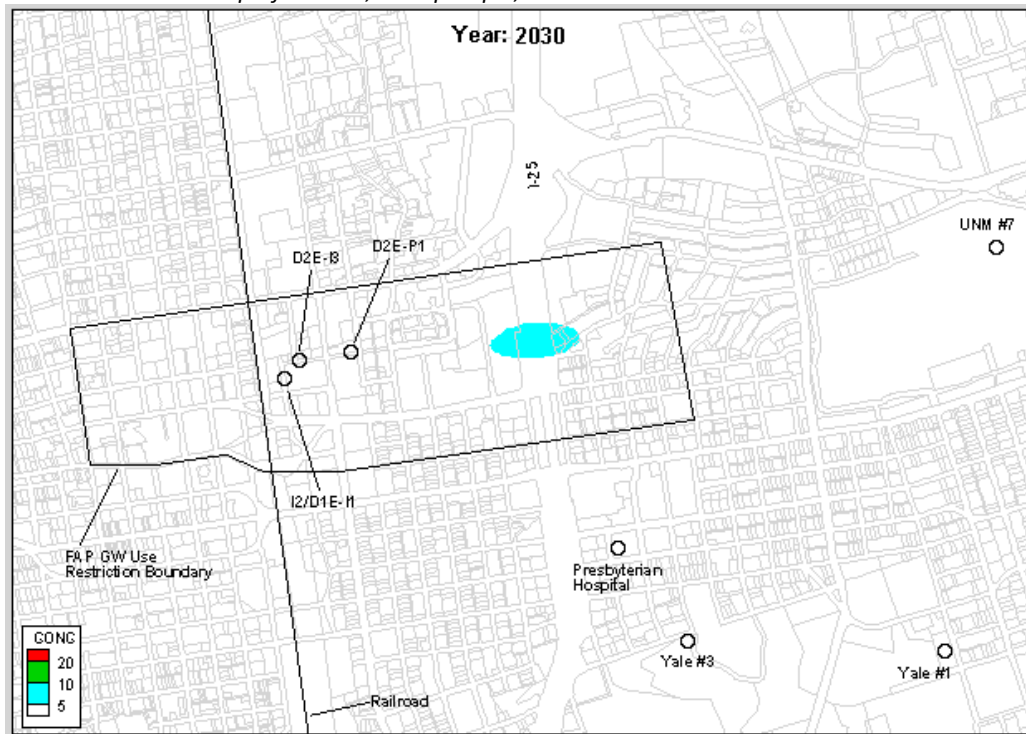 Year: 2030
I-25
UNM #7
D2E-P1
D2E-I3
I2/D1E-I1
FAP GW Use
Restriction Boundary
Presbyterian
Hospital
Yale #3
Yale #1
Railroad
CONC
20
10
5